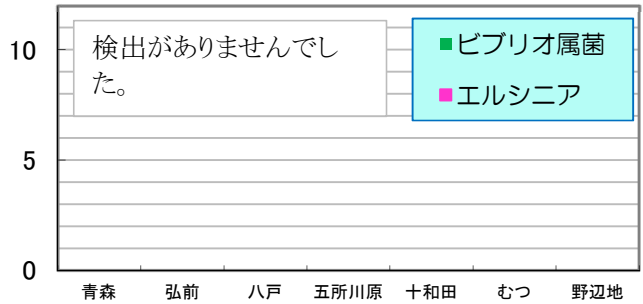 検出がありませんでし
た。
■ビブリオ属菌
■エルシニア
10
5
0
青森 弘前 八戸 五所川原 十和田 むつ 野辺地